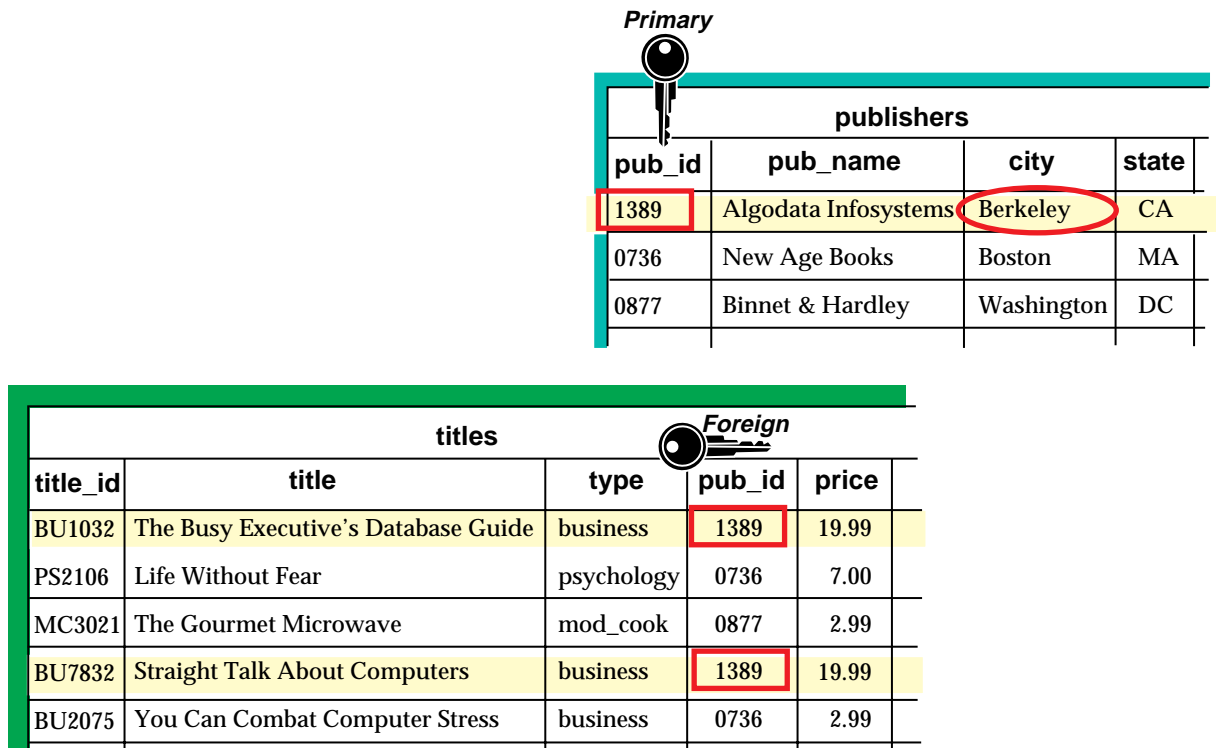 Primary
publishers
pub_id pub_name city state
1389 Algodata Infosystems Berkeley CA
0736 New Age Books Boston MA
0877 Binnet & Hardley Washington DC
titles Foreign
title_id title type pub_id price
BU1032 The Busy Executive’s Database Guide business 1389 19.99
PS2106 Life Without Fear psychology 0736 7.00
MC3021 The Gourmet Microwave mod_cook 0877 2.99
BU7832 Straight Talk About Computers business 1389 19.99
BU2075 You Can Combat Computer Stress business 0736 2.99